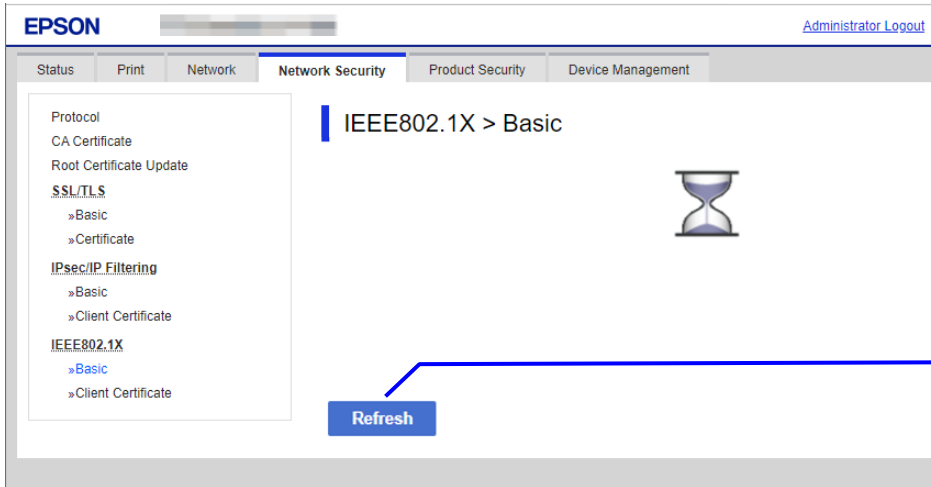 EPSON
Administrator Logout
Status Print Network Network Security Product Security Device Management
Protocol
CA Certificate
Root Certificate Update
SSL/TLS
»Basic
»Certificate
IPsec/IP Filtering
»Basic
»Client Certificate
IEEE802.1X
»Basic
»Client Certificate
IEEE802.1X > Basic
Refresh